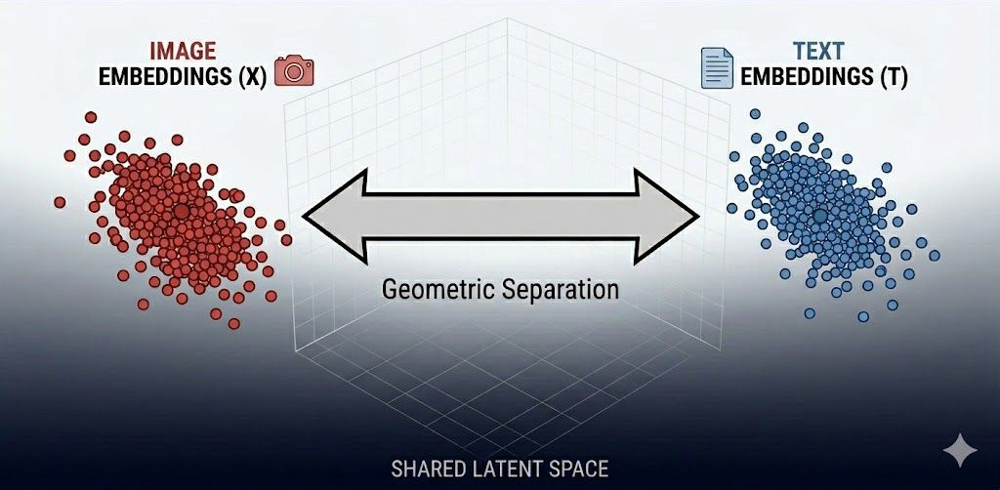 IMAGE
EMBEDDINGS (X)
TEXT
EMBEDDINGS (T)
Geometric Separation
SHARED LATENT SPACE